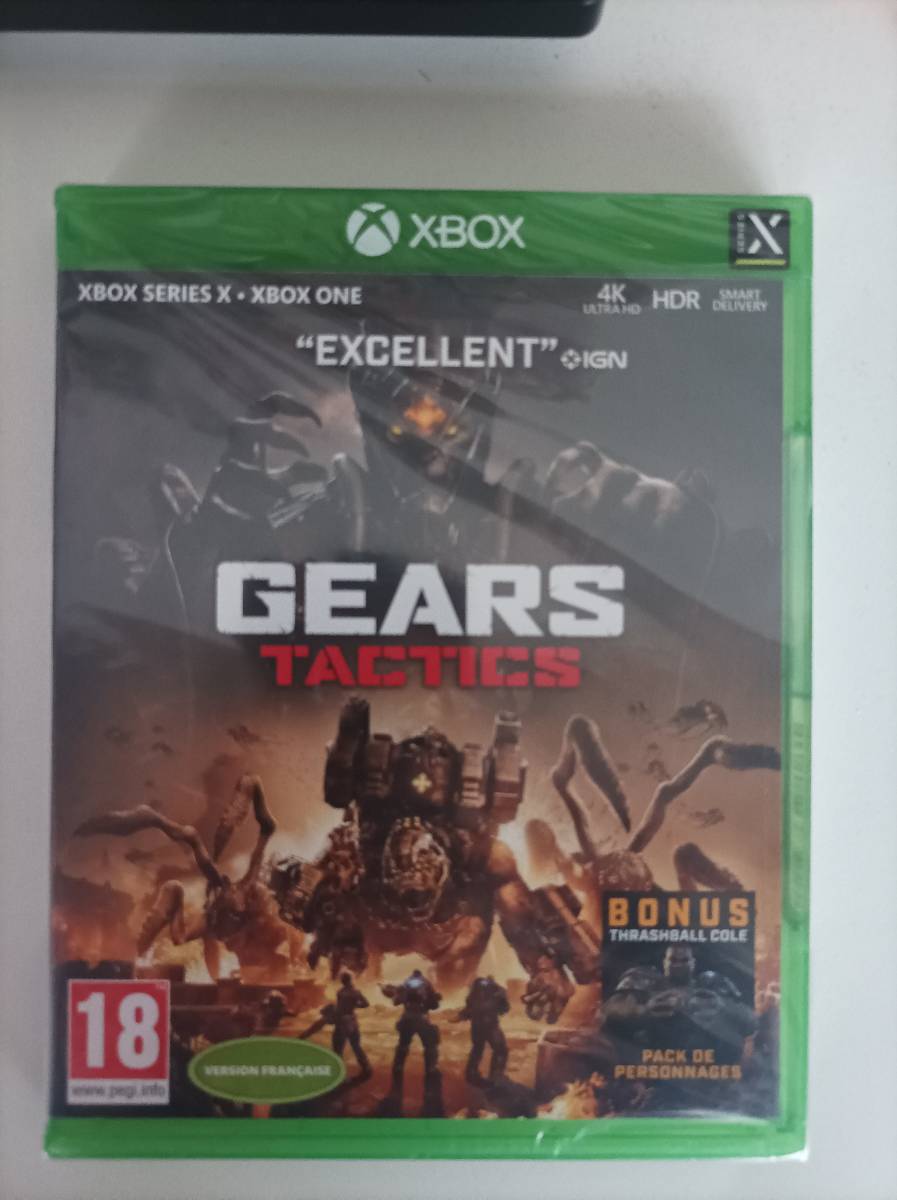 XBOX
SERIES X
XBOX SERIES X • XBOX ONE
4K
ULTRA HD
HDR
SMART
DELIVERY
“EXCELLENT” IGN
GEARS
TACTICS
BONUS
THRASHBALL COLE
PACK DE
PERSONNAGES
18
www.pegi.info
VERSION FRANÇAISE